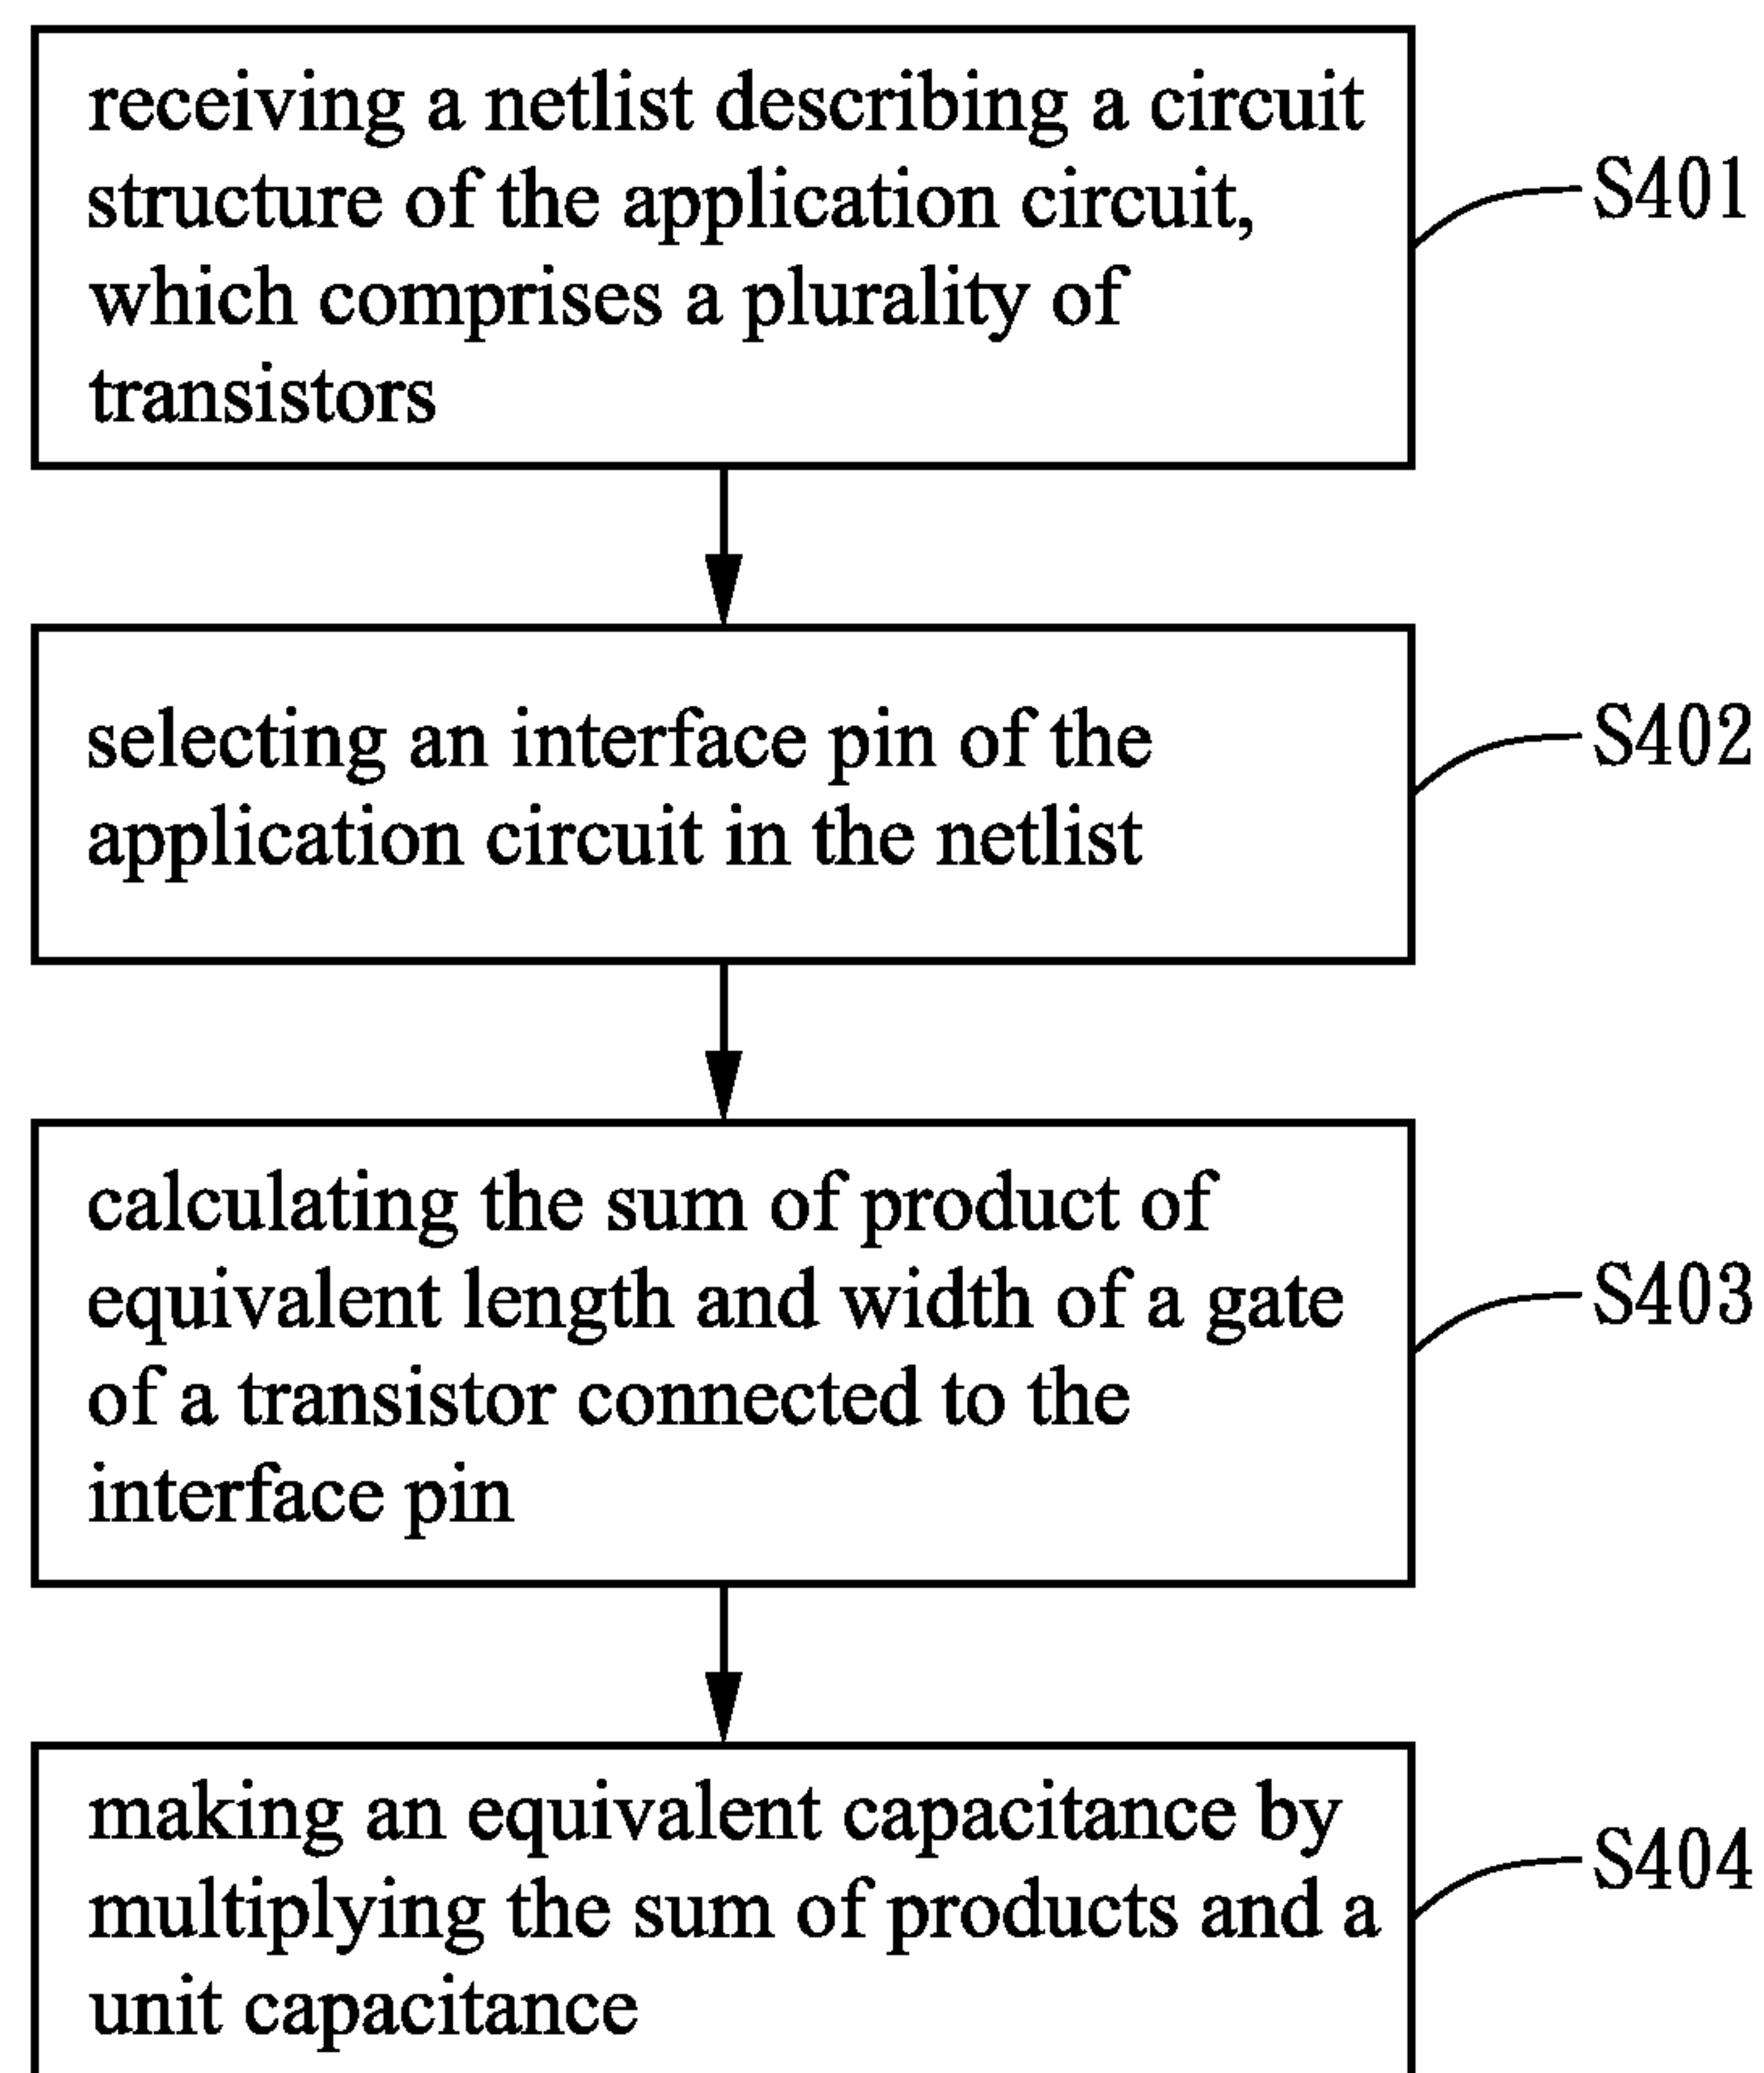 receiving a netlist describing a circuit
structure of the application circuit,
which comprises a plurality of
transistors
S401
selecting an interface pin of the
application circuit in the netlist
S402
calculating the sum of product of
equivalent length and width of a gate
of a transistor connected to the
interface pin
S403
making an equivalent capacitance by
multiplying the sum of products and a
unit capacitance
S404